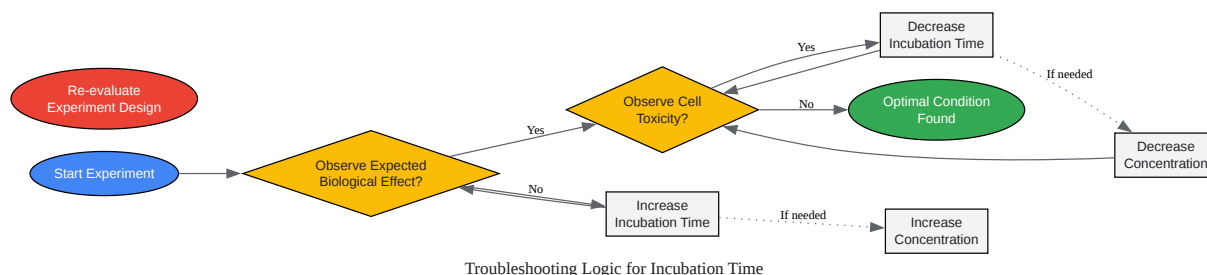 Re-evaluate
Experiment Design
Start Experiment
Observe Expected
Biological Effect?
Yes
No
Observe Cell
Toxicity?
Yes
No
Decrease
Incubation Time
If needed
Optimal Condition
Found
Decrease
Concentration
Increase
Incubation Time
If needed
Increase
Concentration
Troubleshooting Logic for Incubation Time